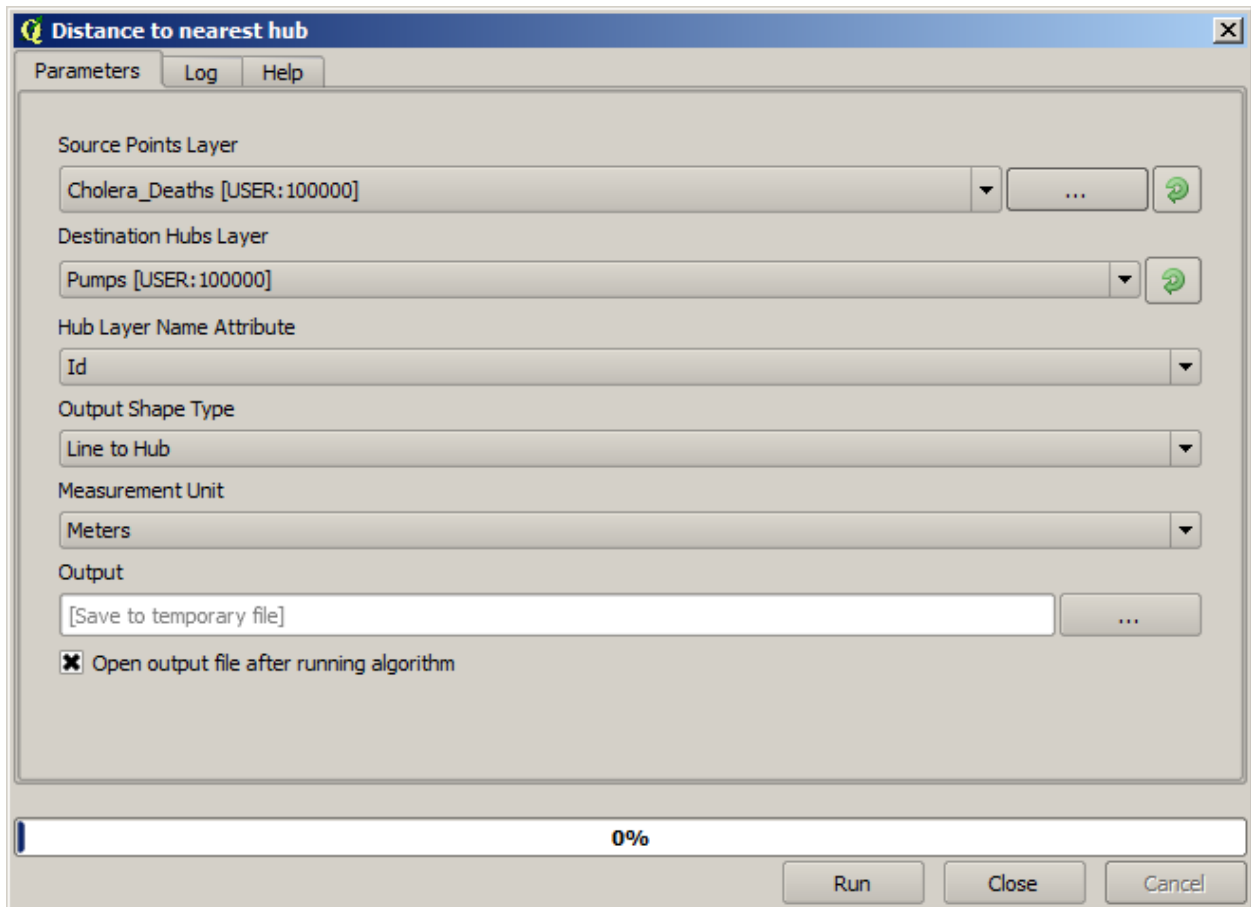 Distance to nearest hub
Parameters Log Help
Source Points Layer
Cholera_Deaths [USER:100000] ...
Destination Hubs Layer
Pumps [USER:100000]
Hub Layer Name Attribute
Id
Output Shape Type
Line to Hub
Measurement Unit
Meters
Output
[Save to temporary file] ...
Open output file after running algorithm
0%
Run Close Cancel